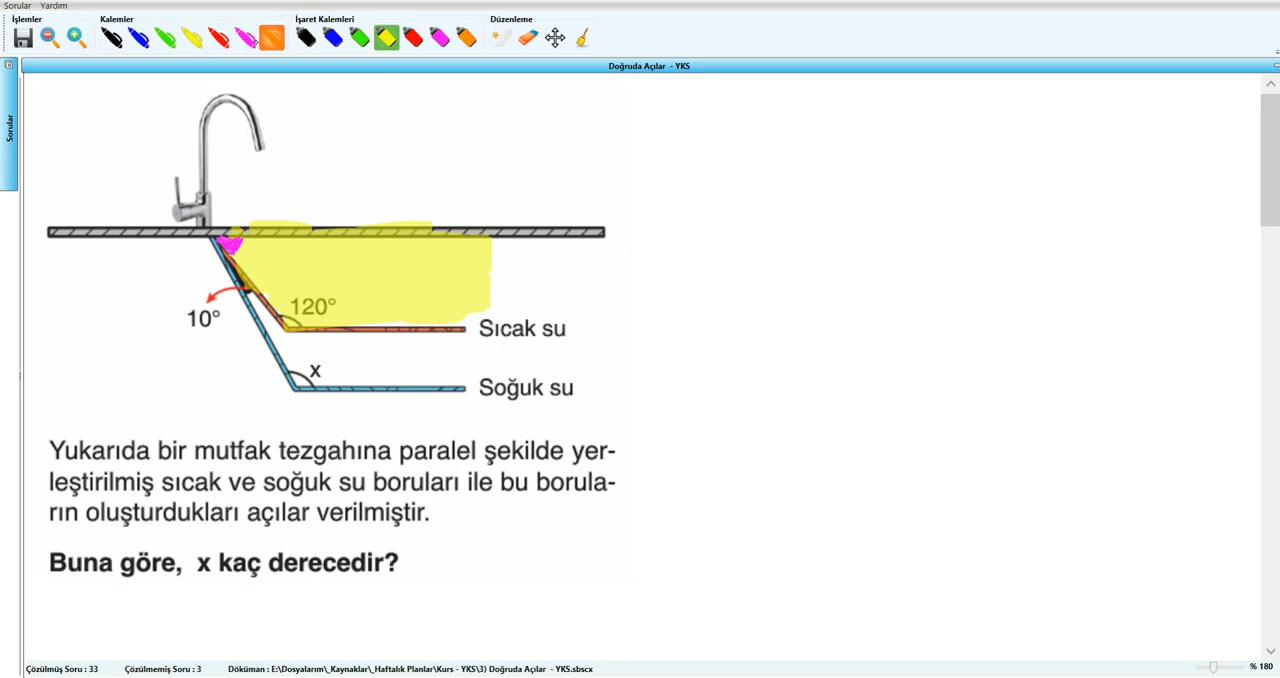 Sorular Yardım
İşlemler Kalemler İşaret Kalemleri Düzenleme
Doğruda Açılar - YKS
Sorular
120°
10°
Sıcak su
x
Soğuk su
Yukarıda bir mutfak tezgahına paralel şekilde yer-
leştirilmiş sıcak ve soğuk su boruları ile bu borula-
rın oluşturdukları açılar verilmiştir.
Buna göre, x kaç derecedir?
Çözülmüş Soru : 33 Çözülmemiş Soru : 3 Döküman : E:\Dosyalarım\_Kaynaklar\_Haftalık Planlar\Kurs - YKS\3) Doğruda Açılar - YKS.sbscx % 180